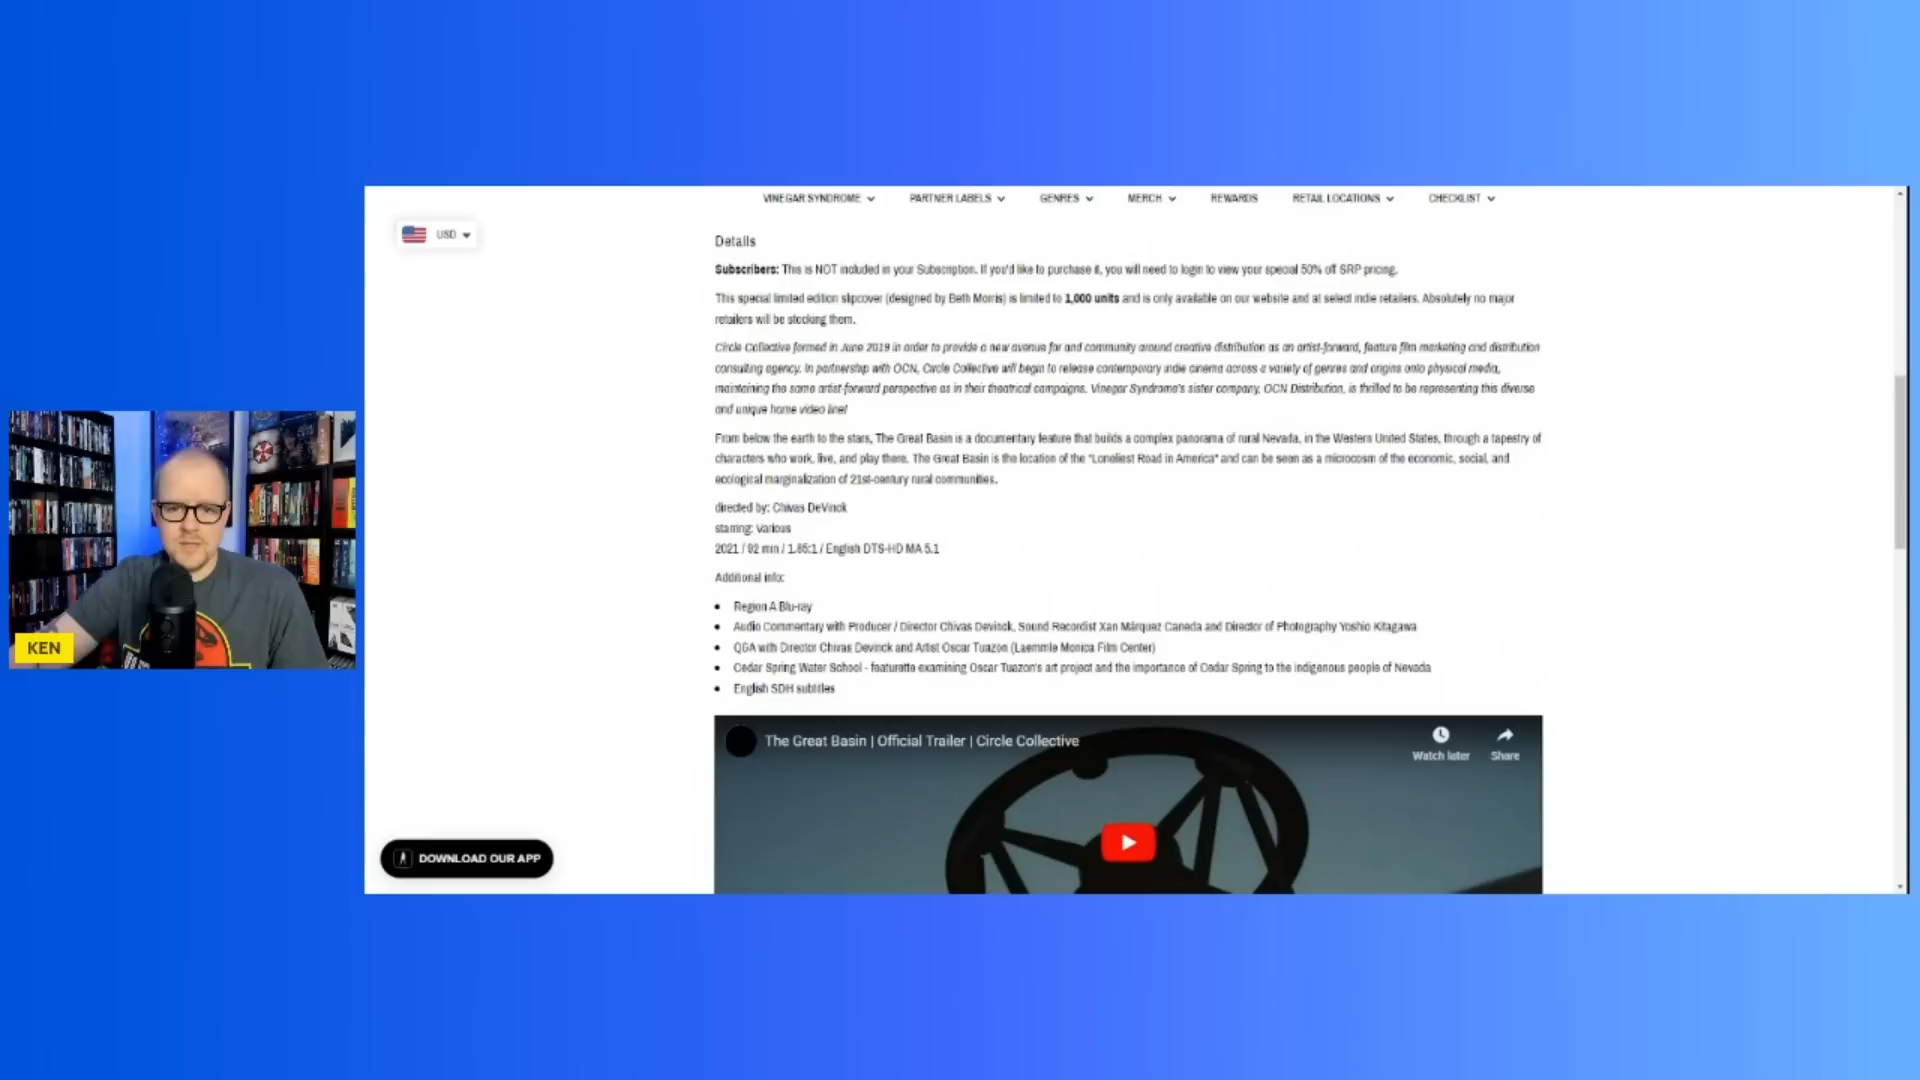 VINEGAR SYNDROME PARTNER LABELS GENRES MERCH REWARDS RETAIL LOCATIONS CHECKLIST
USD
Details
Subscribers: This is NOT included in your Subscription. If you'd like to purchase it, you will need to login to view your special 50% off SRP pricing.
This special limited edition slipcover (designed by Beth Morris) is limited to 1,000 units and is only available on our website and at select indie retailers. Absolutely no major
retailers will be stocking them.
Circle Collective formed in June 2019 in order to provide a new avenue for and community around creative distribution as an artist-forward, feature film marketing and distribution
consulting agency. In partnership with OCN, Circle Collective will begin to release contemporary indie cinema across a variety of genres and origins onto physical media,
maintaining the same artist-forward perspective as in their theatrical campaigns. Vinegar Syndrome's sister company, OCN Distribution, is thrilled to be representing this diverse
and unique home video line!
From below the earth to the stars, The Great Basin is a documentary feature that builds a complex panorama of rural Nevada, in the Western United States, through a tapestry of
characters who work, live, and play there. The Great Basin is the location of the "Loneliest Road in America" and can be seen as a microcosm of the economic, social, and
ecological marginalization of 21st-century rural communities.
directed by: Chivas DeVinck
starring: Various
2021 / 92 min / 1.85:1 / English DTS-HD MA 5.1
Additional info:
• Region A Blu-ray
• Audio Commentary with Producer / Director Chivas Devinck, Sound Recordist Xan Márquez Caneda and Director of Photography Yoshio Kitagawa
• Q&A with Director Chivas Devinck and Artist Oscar Tuazon (Laemmle Monica Film Center)
• Cedar Spring Water School - featurette examining Oscar Tuazon's art project and the importance of Cedar Spring to the indigenous people of Nevada
• English SDH subtitles
KEN
The Great Basin | Official Trailer | Circle Collective
Watch later Share
DOWNLOAD OUR APP